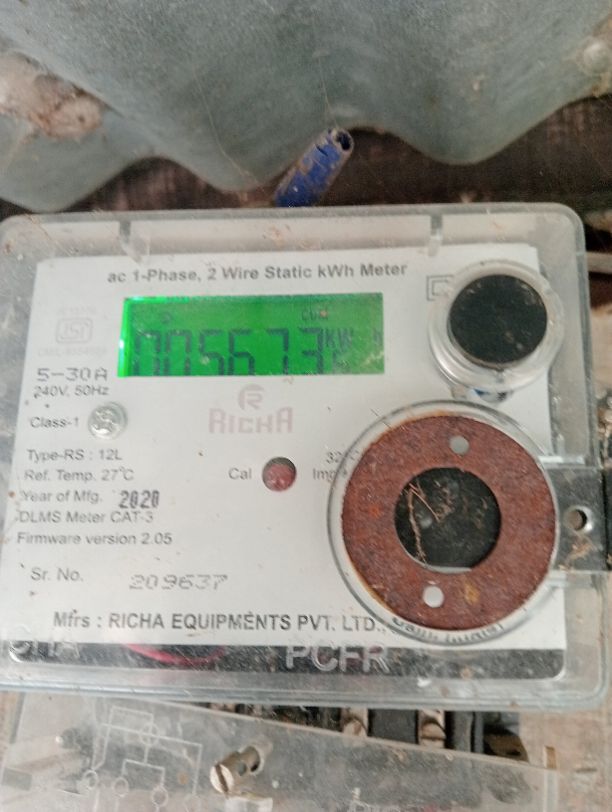 ac 1-Phase, 2 Wire Static kWh Meter
CUM
005673
kW h
5-30A
240V, 50Hz
Class-1
RICHA
Type-RS : 12L
Ref. Temp. 27°C
Cal
Year of Mfg. 2020
DLMS Meter CAT-3
Firmware version 2.05
Sr. No. 209637
Mfrs : RICHA EQUIPMENTS PVT. LTD.,
PCFR